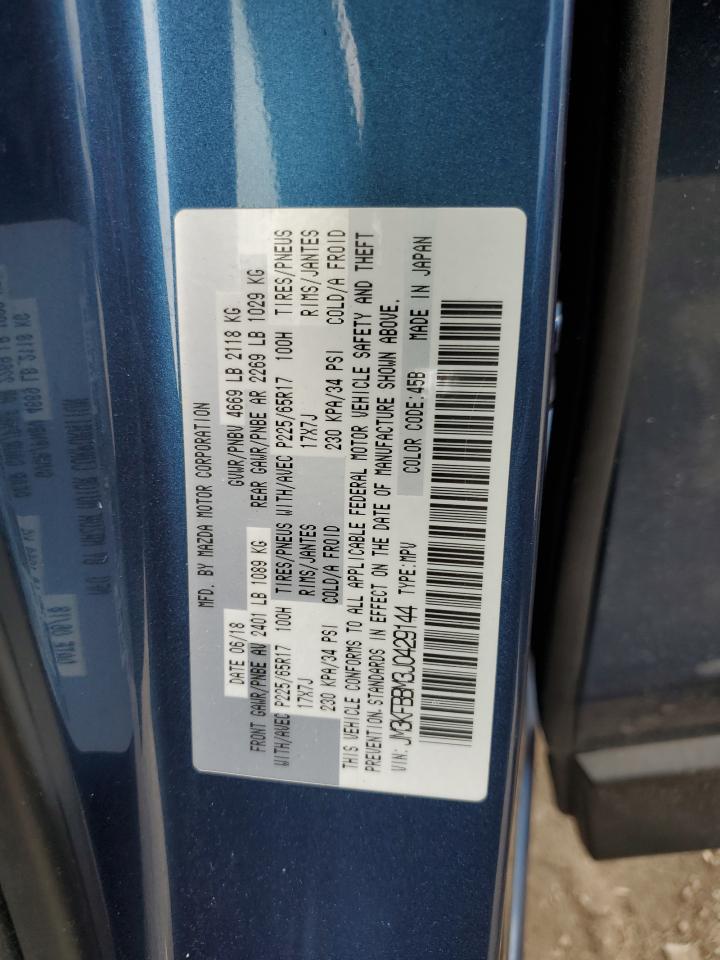 MFD. BY MAZDA MOTOR CORPORATION
DATE 06/18 GVWR/PNBV 4669 LB 2118 KG
FRONT GAWR/PNBE AV 2401 LB 1089 KG REAR GAWR/PNBE AR 2269 LB 1029 KG
WITH/AVEC P225/65R17 100H TIRES/PNEUS WITH/AVEC P225/65R17 100H TIRES/PNEUS
17X7J RIMS/JANTES 17X7J RIMS/JANTES
230 KPA/34 PSI COLD/A FROID 230 KPA/34 PSI COLD/A FROID
THIS VEHICLE CONFORMS TO ALL APPLICABLE FEDERAL MOTOR VEHICLE SAFETY AND THEFT
PREVENTION STANDARDS IN EFFECT ON THE DATE OF MANUFACTURE SHOWN ABOVE.
VIN: JM3KFBBM3J0429144 TYPE:MPV COLOR CODE:45B MADE IN JAPAN